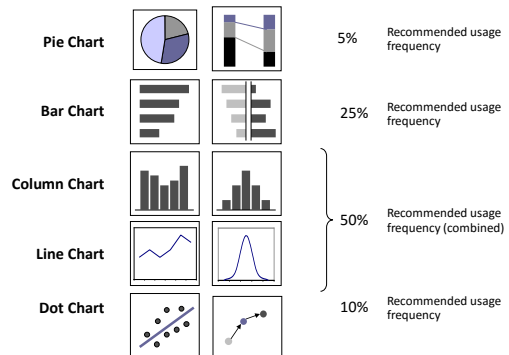 Pie Chart
5%
Recommended usage
frequency
Bar Chart
25%
Recommended usage
frequency
Column Chart
50%
Recommended usage
frequency (combined)
Line Chart
Dot Chart
10%
Recommended usage
frequency